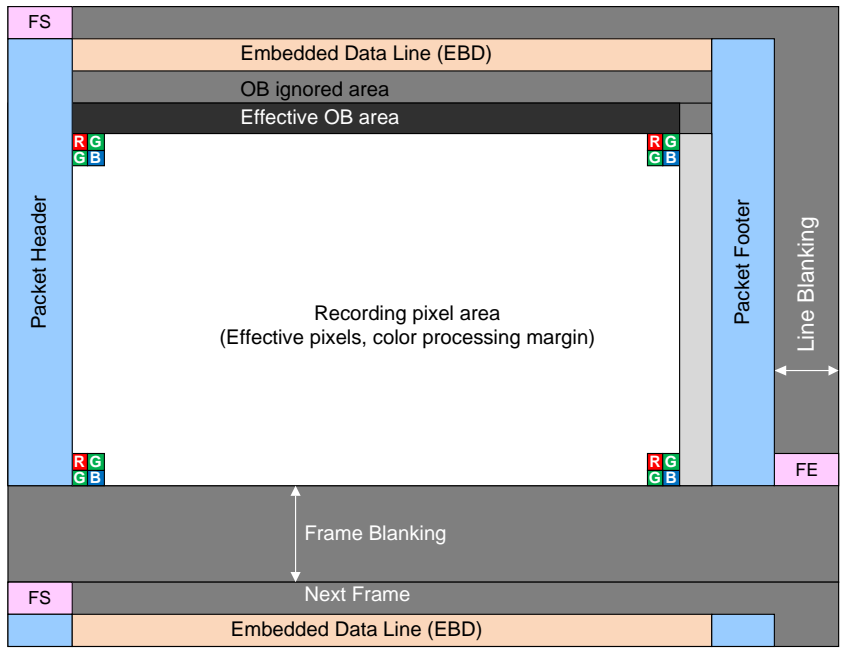 FS
Embedded Data Line (EBD)
OB ignored area
Effective OB area
R G
G B
R G
G B
Packet Header
Recording pixel area
(Effective pixels, color processing margin)
Packet Footer
Line Blanking
R G
G B
R G
G B
FE
Frame Blanking
FS
Next Frame
Embedded Data Line (EBD)